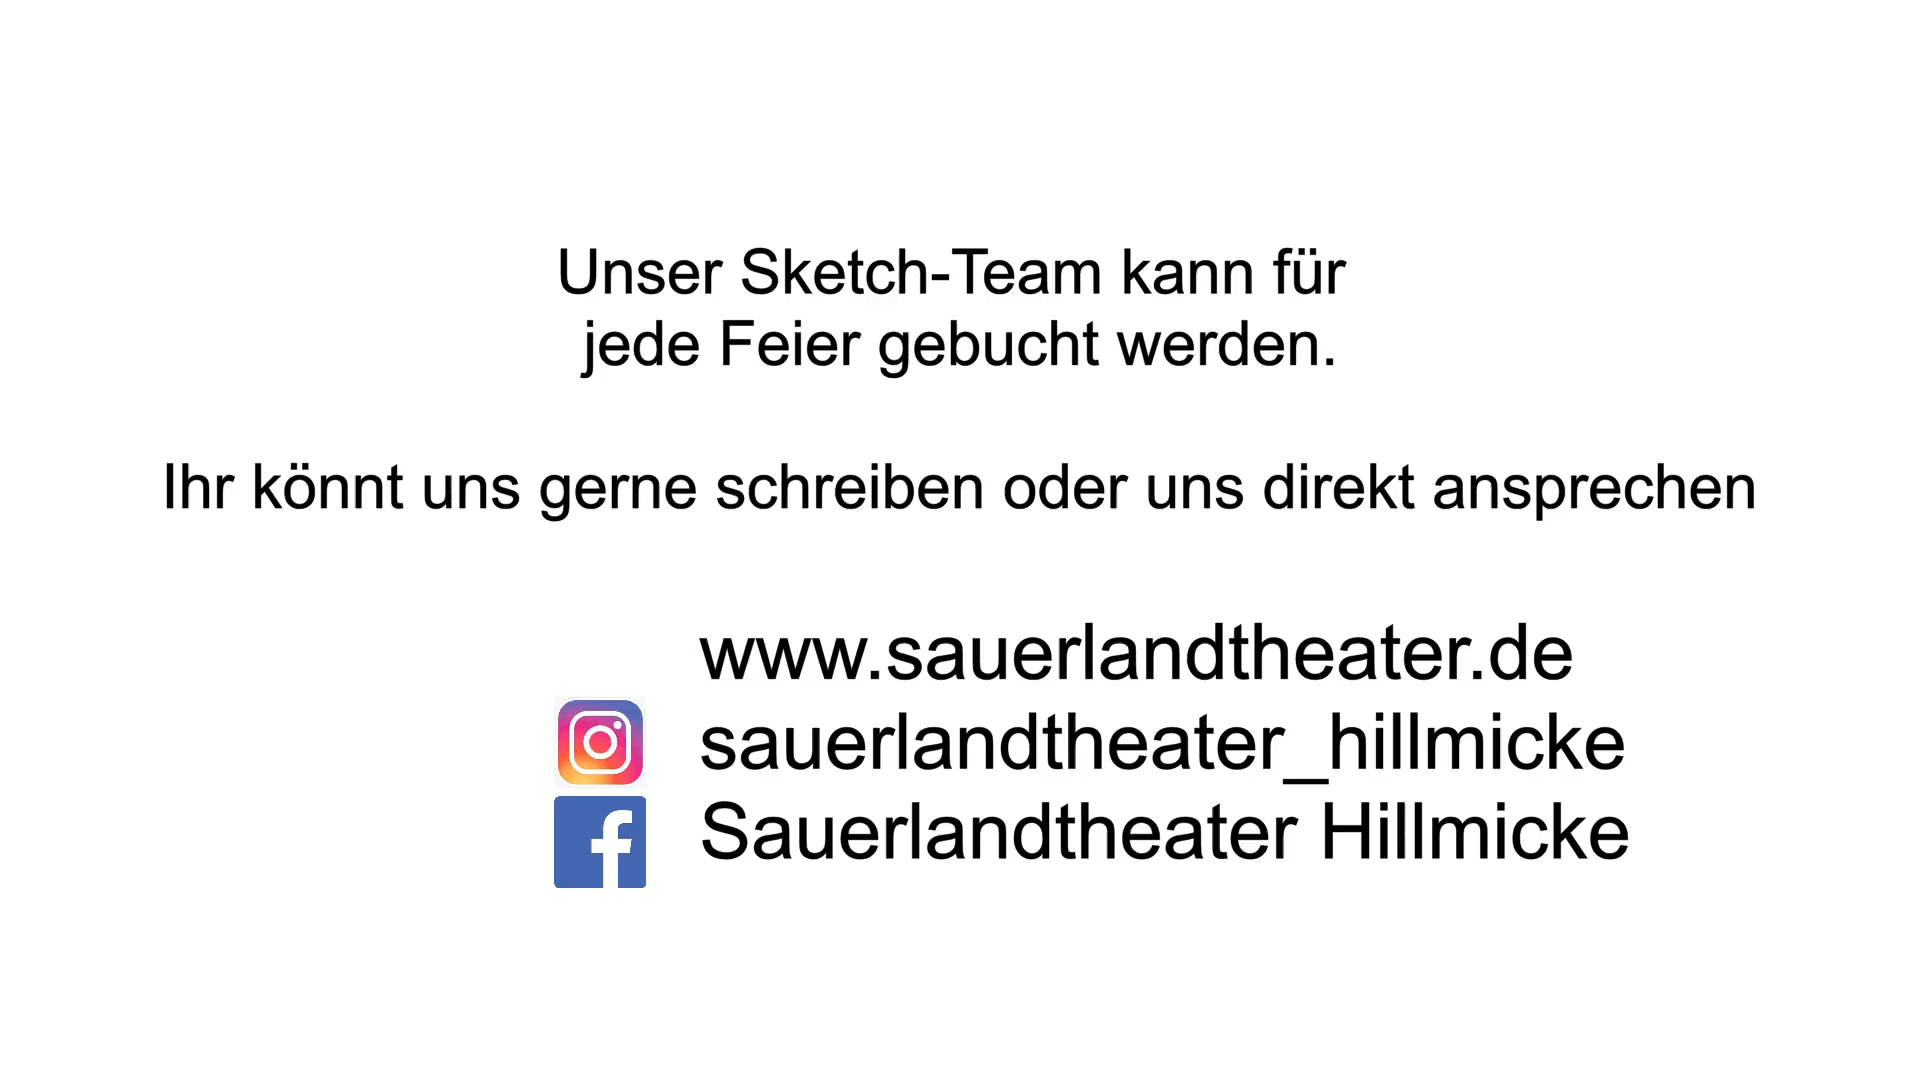 Unser Sketch-Team kann für
jede Feier gebucht werden.
Ihr könnt uns gerne schreiben oder uns direkt ansprechen
www.sauerlandtheater.de
sauerlandtheater_hillmicke
Sauerlandtheater Hillmicke